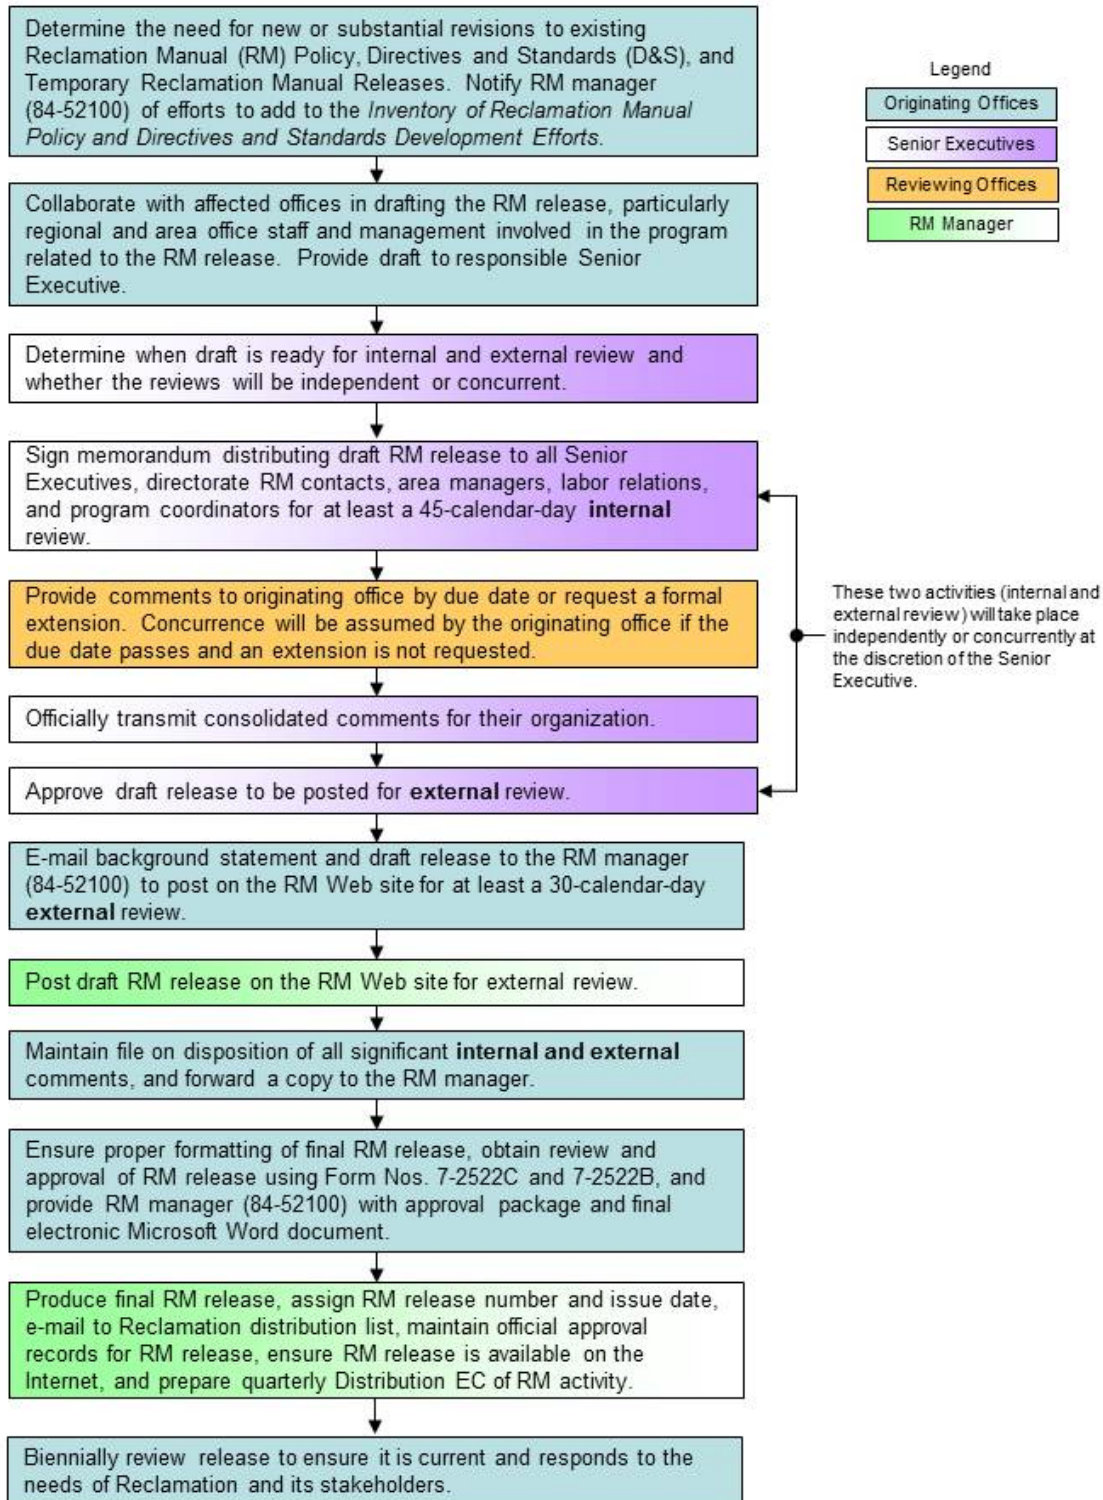 Determine the need for new or substantial revisions to existing
Reclamation Manual (RM) Policy, Directives and Standards (D&S), and
Temporary Reclamation Manual Releases. Notify RM manager
(84-52100) of efforts to add to the Inventory of Reclamation Manual
Policy and Directives and Standards Development Efforts.
Legend
Originating Offices
Senior Executives
Reviewing Offices
RM Manager
Collaborate with affected offices in drafting the RM release, particularly
regional and area office staff and management involved in the program
related to the RM release. Provide draft to responsible Senior
Executive.
Determine when draft is ready for internal and external review and
whether the reviews will be independent or concurrent.
Sign memorandum distributing draft RM release to all Senior
Executives, directorate RM contacts, area managers, labor relations,
and program coordinators for at least a 45-calendar-day internal
review.
Provide comments to originating office by due date or request a formal
extension. Concurrence will be assumed by the originating office if the
due date passes and an extension is not requested.
These two activities (internal and
external review) will take place
independently or concurrently at
the discretion of the Senior
Executive.
Officially transmit consolidated comments for their organization.
Approve draft release to be posted for external review.
E-mail background statement and draft release to the RM manager
(84-52100) to post on the RM Web site for at least a 30-calendar-day
external review.
Post draft RM release on the RM Web site for external review.
Maintain file on disposition of all significant internal and external
comments, and forward a copy to the RM manager.
Ensure proper formatting of final RM release, obtain review and
approval of RM release using Form Nos. 7-2522C and 7-2522B, and
provide RM manager (84-52100) with approval package and final
electronic Microsoft Word document.
Produce final RM release, assign RM release number and issue date,
e-mail to Reclamation distribution list, maintain official approval
records for RM release, ensure RM release is available on the
Internet, and prepare quarterly Distribution EC of RM activity.
Biennially review release to ensure it is current and responds to the
needs of Reclamation and its stakeholders.